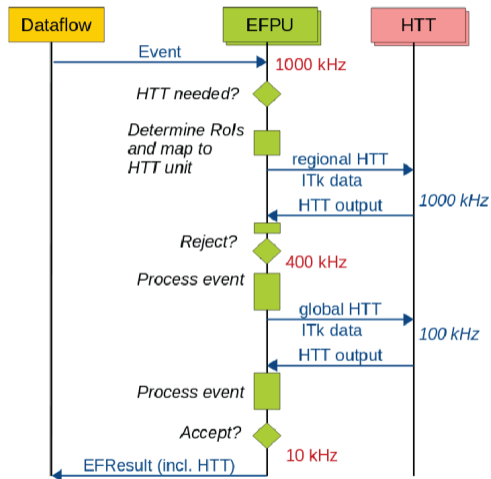 Dataflow
EFPU
HTT
Event
1000 kHz
HTT needed?
Determine RoIs
and map to
HTT unit
regional HTT
ITk data
1000 kHz
HTT output
Reject?
400 kHz
Process event
global HTT
ITk data
100 kHz
HTT output
Process event
Accept?
10 kHz
EFResult (incl. HTT)